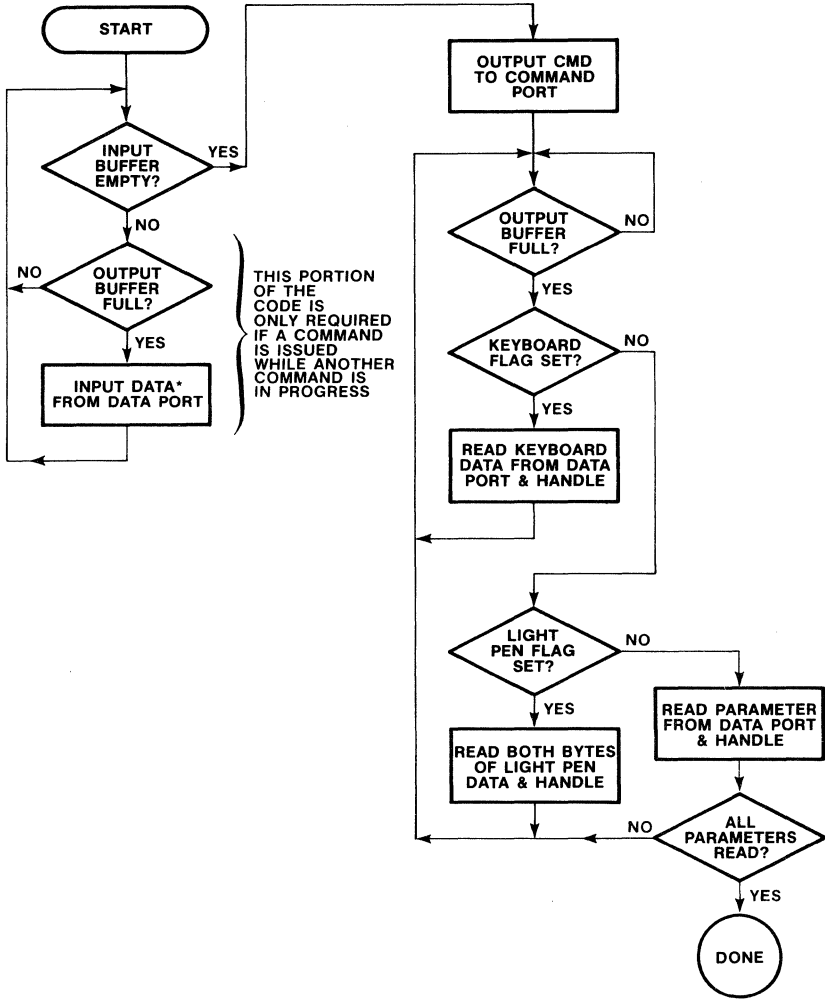 START
INPUT
BUFFER
EMPTY?
YES
NO
OUTPUT
BUFFER
FULL?
NO
YES
INPUT DATA*
FROM DATA PORT
THIS PORTION
OF THE
CODE IS
ONLY REQUIRED
IF A COMMAND
IS ISSUED
WHILE ANOTHER
COMMAND IS
IN PROGRESS
OUTPUT CMD
TO COMMAND
PORT
OUTPUT
BUFFER
FULL?
NO
YES
KEYBOARD
FLAG SET?
NO
YES
READ KEYBOARD
DATA FROM DATA
PORT & HANDLE
LIGHT
PEN FLAG
SET?
NO
YES
READ BOTH BYTES
OF LIGHT PEN
DATA & HANDLE
READ PARAMETER
FROM DATA PORT
& HANDLE
ALL
PARAMETERS
READ?
NO
YES
DONE